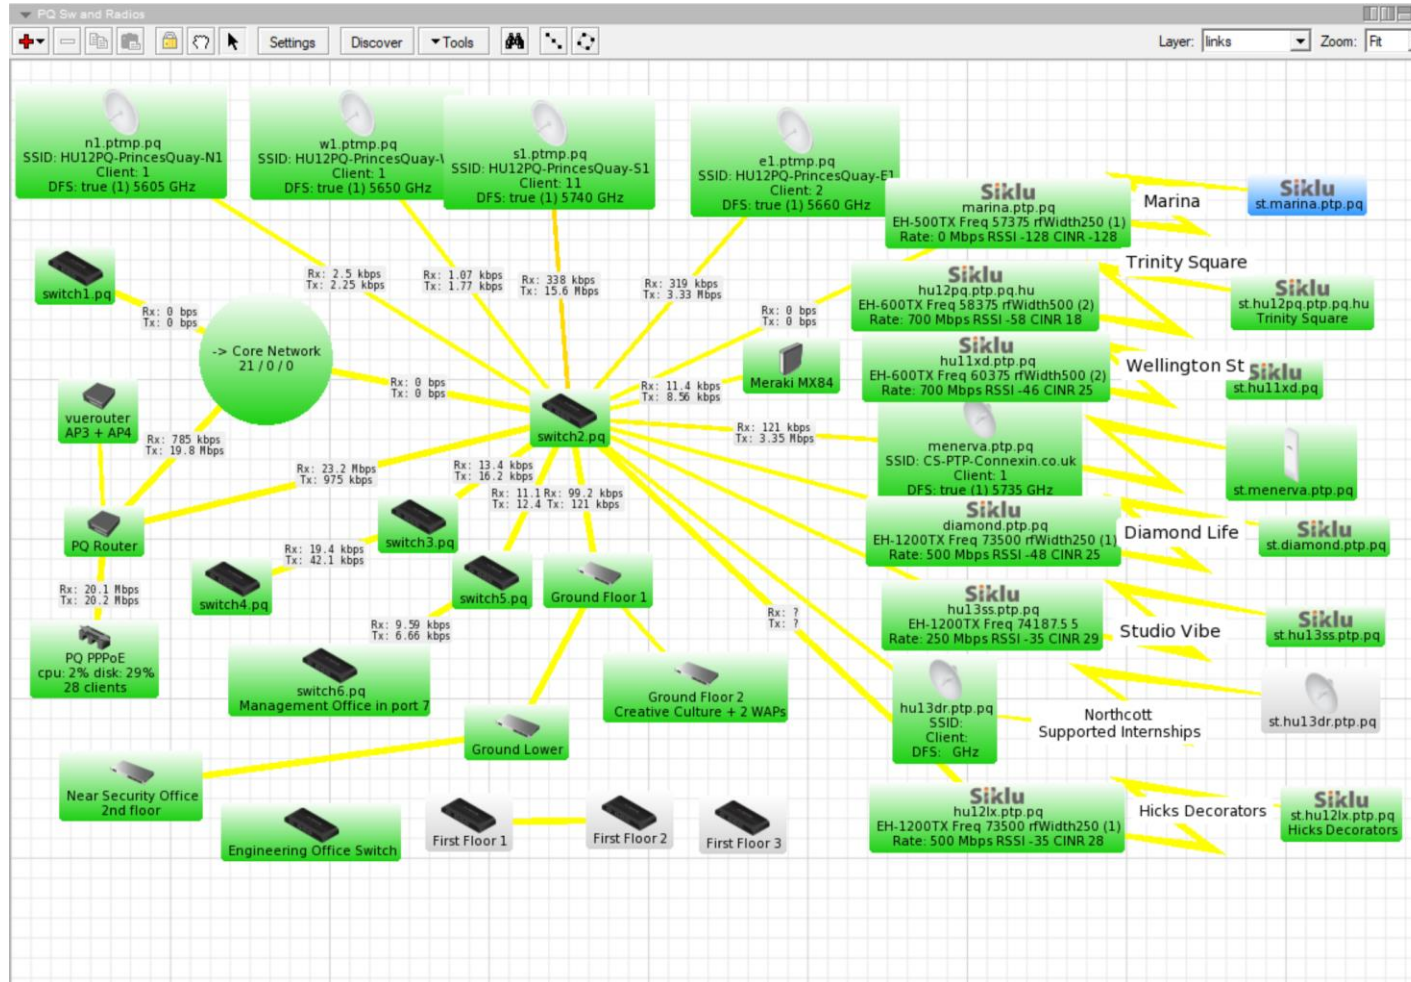 PQ Sw and Radios
Settings
Discover
Tools
Layer:
links
Zoom:
Fit
n1.ptmp.pq
SSID: HU12PQ-PrincesQuay-N1
Client: 1
DFS: true (1) 5605 GHz
w1.ptmp.pq
SSID: HU12PQ-PrincesQuay-
Client: 1
DFS: true (1) 5650 GHz
s1.ptmp.pq
SSID: HU12PQ-PrincesQuay-S1
Client: 11
DFS: true (1) 5740 GHz
e1.ptmp.pq
SSID: HU12PQ-PrincesQuay-E1
Client: 2
DFS: true (1) 5660 GHz
Siklu
marina.ptp.pq
EH-500TX Freq 57375 rfWidth250 (1)
Rate: 0 Mbps RSSI -128 CINR -128
Marina
Siklu
st.marina.ptp.pq
switch1.pq
Rx: 0 bps
Tx: 0 bps
Rx: 2.5 kbps
Tx: 2.25 kbps
Rx: 1.07 kbps
Tx: 1.77 kbps
Rx: 338 kbps
Tx: 15.6 Mbps
Rx: 319 kbps
Tx: 3.33 Mbps
Rx: 0 bps
Tx: 0 bps
Siklu
hu12pq.ptp.pq.hu
EH-600TX Freq 58375 rfWidth500 (2)
Rate: 700 Mbps RSSI -58 CINR 18
Trinity Square
Siklu
st.hu12pq.ptp.pq.hu
Trinity Square
-> Core Network
21 / 0 / 0
Rx: 0 bps
Tx: 0 bps
switch2.pq
Rx: 11.4 kbps
Tx: 8.56 kbps
Meraki MX84
Siklu
hu11xd.ptp.pq
EH-600TX Freq 60375 rfWidth500 (2)
Rate: 700 Mbps RSSI -46 CINR 25
Wellington St
Siklu
st.hu11xd.pq
vuerouter
AP3 + AP4
Rx: 785 kbps
Tx: 19.8 Mbps
Rx: 23.2 Mbps
Tx: 975 kbps
Rx: 13.4 kbps
Tx: 16.2 kbps
Rx: 11.1
Tx: 12.4
Rx: 99.2 kbps
Tx: 121 kbps
Rx: 121 kbps
Tx: 3.35 Mbps
menerva.ptp.pq
SSID: CS-PTP-Connexin.co.uk
Client: 1
DFS: true (1) 5735 GHz
st.menerva.ptp.pq
PQ Router
switch3.pq
Rx: 19.4 kbps
Tx: 42.1 kbps
switch4.pq
switch5.pq
Ground Floor 1
Siklu
diamond.ptp.pq
EH-1200TX Freq 73500 rfWidth250 (1)
Rate: 500 Mbps RSSI -48 CINR 25
Diamond Life
Siklu
st.diamond.ptp.pq
Rx: 20.1 Mbps
Tx: 20.2 Mbps
Rx: 9.59 kbps
Tx: 6.66 kbps
Rx: ?
Tx: ?
Siklu
hu13ss.ptp.pq
EH-1200TX Freq 74187.5 5
Rate: 250 Mbps RSSI -35 CINR 29
Studio Vibe
Siklu
st.hu13ss.ptp.pq
PQ PPPoE
cpu: 2% disk: 29%
28 clients
switch6.pq
Management Office in port 7
Ground Floor 2
Creative Culture + 2 WAPs
hu13dr.ptp.pq
SSID:
Client:
DFS: GHz
Northcott
Supported Internships
st.hu13dr.ptp.pq
Ground Lower
Near Security Office
2nd floor
Engineering Office Switch
First Floor 1
First Floor 2
First Floor 3
Siklu
hu12lx.ptp.pq
EH-1200TX Freq 73500 rfWidth250 (1)
Rate: 500 Mbps RSSI -35 CINR 28
Hicks Decorators
Siklu
st.hu12lx.ptp.pq
Hicks Decorators